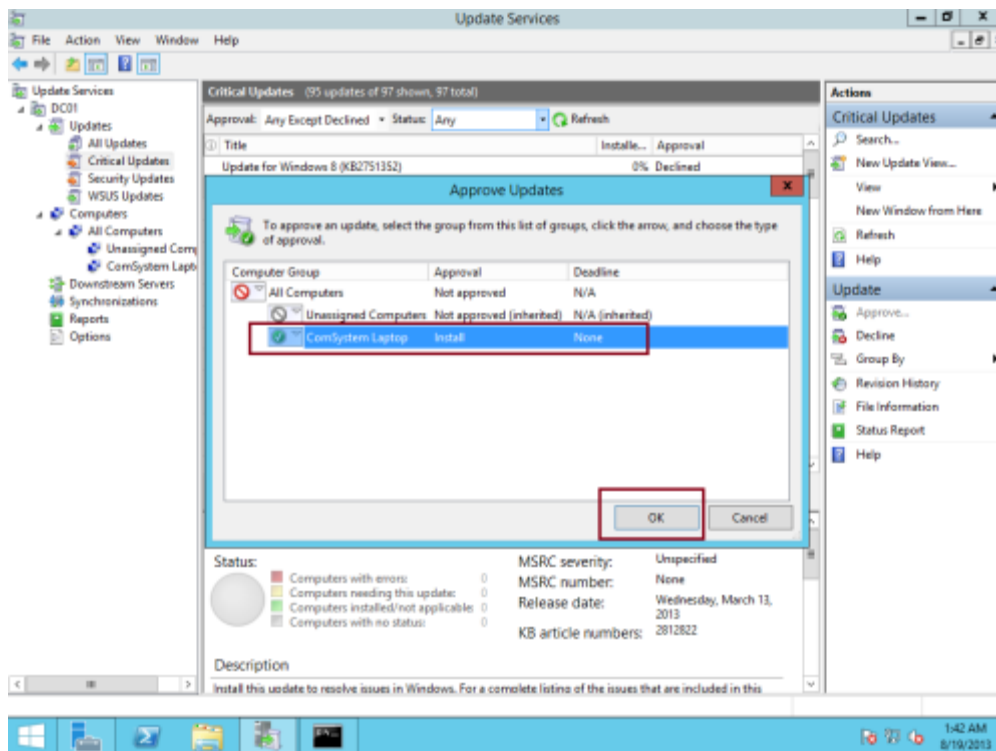 Update Services
File Action View Window Help
Update Services
DC01
Updates
All Updates
Critical Updates
Security Updates
WSUS Updates
Computers
All Computers
Unassigned Com
ComSystem Lapt
Downstream Servers
Synchronizations
Reports
Options
Critical Updates (95 updates of 97 shown, 97 total)
Approval: Any Except Declined Status: Any Refresh
Title Installe... Approval
Update for Windows 8 (KB2751352) 0% Declined
Approve Updates
To approve an update, select the group from this list of groups, click the arrow, and choose the type
of approval.
Computer Group Approval Deadline
All Computers Not approved N/A
Unassigned Computers Not approved (inherited) N/A (inherited)
ComSystem Laptop Install None
OK Cancel
Status:
Computers with errors: 0
Computers needing this update: 0
Computers installed/not applicable: 0
Computers with no status: 0
MSRC severity: Unspecified
MSRC number: None
Release date: Wednesday, March 13,
2013
KB article numbers: 2812822
Description
Install this update to resolve issues in Windows. For a complete listing of the issues that are included in this
Actions
Critical Updates
Search...
New Update View...
View
New Window from Here
Refresh
Help
Update
Approve...
Decline
Group By
Revision History
File Information
Status Report
Help
1:42 AM
8/19/2013